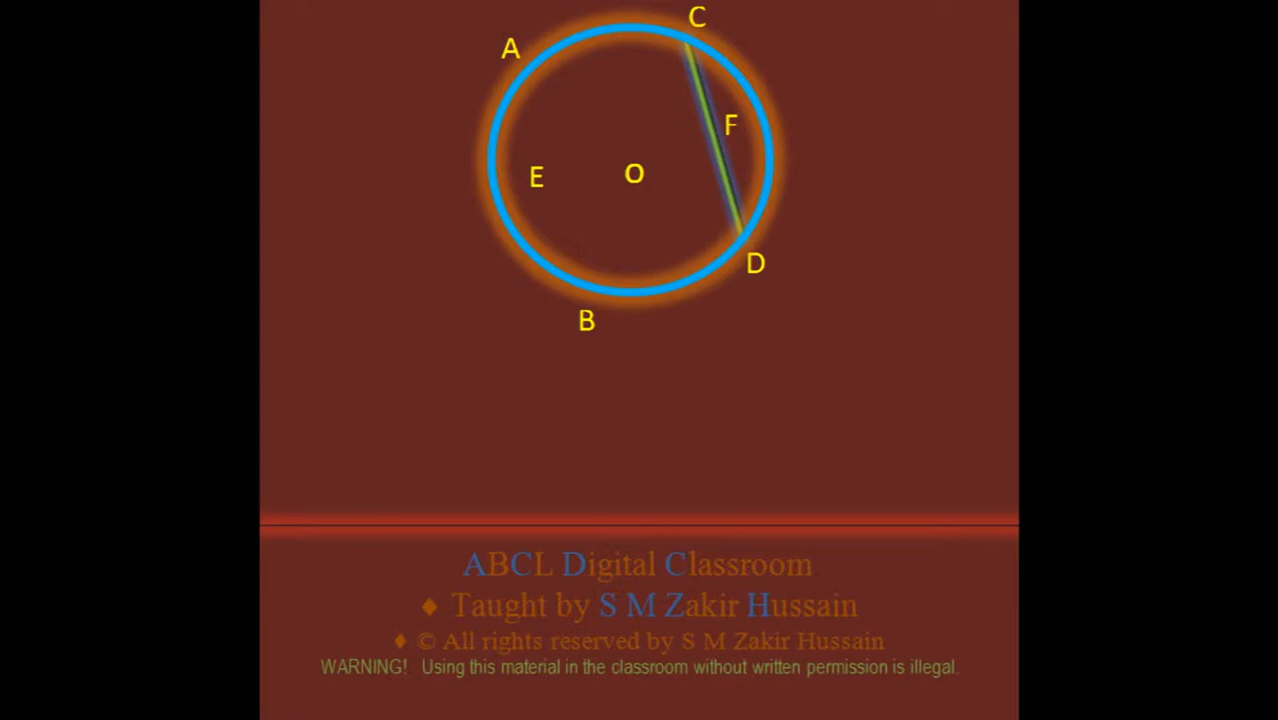 C
A
F
E
O
D
B
ABCL Digital Classroom
♦ Taught by S M Zakir Hussain
♦ © All rights reserved by S M Zakir Hussain
WARNING! Using this material in the classroom without written permission is illegal.